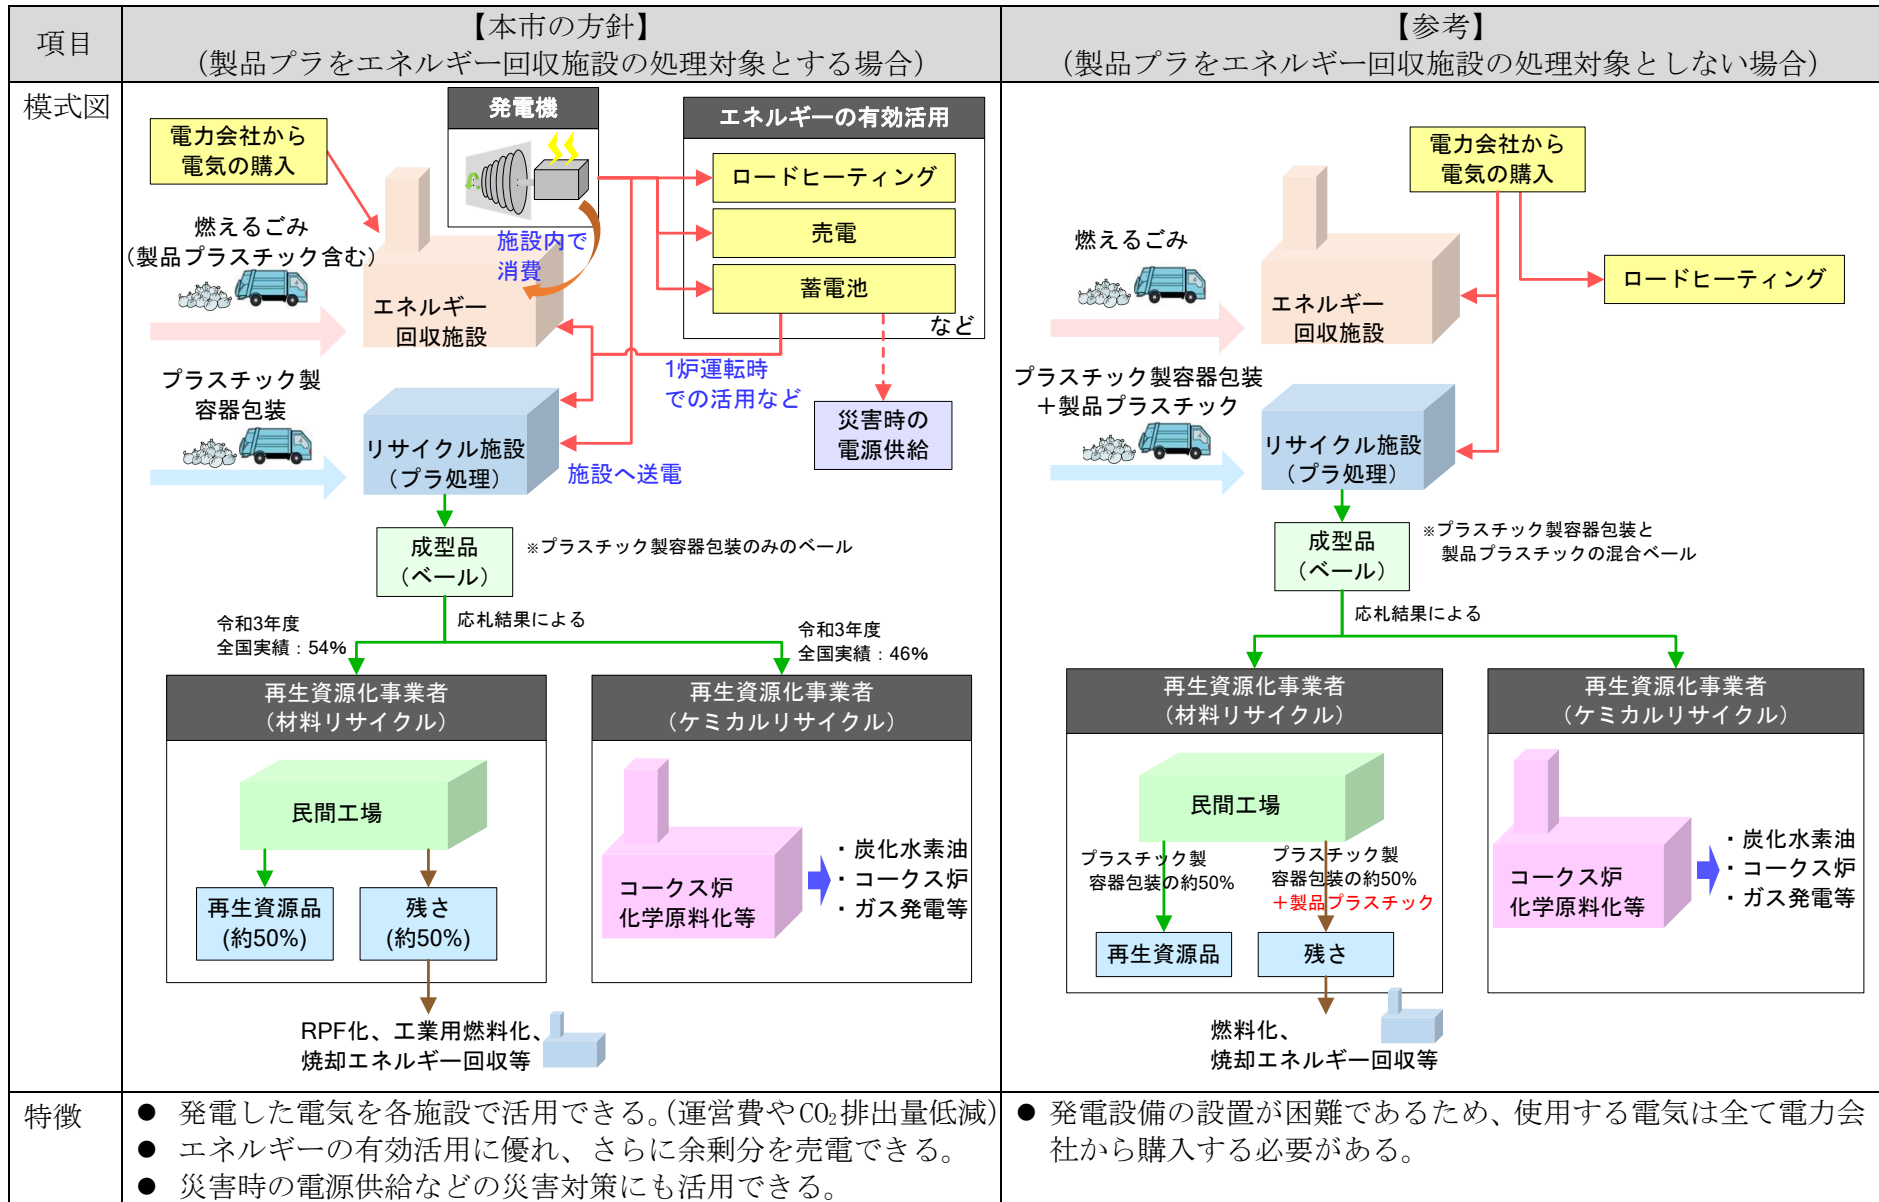 項目
【本市の方針】
（製品プラをエネルギー回収施設の処理対象とする場合）
【参考】
（製品プラをエネルギー回収施設の処理対象としない場合）
模式図
電力会社から
電気の購入
発電機
エネルギーの有効活用
ロードヒーティング
売電
蓄電池
など
燃えるごみ
（製品プラスチック含む）
施設内で
消費
エネルギー
回収施設
プラスチック製
容器包装
1炉運転時
での活用など
災害時の
電源供給
リサイクル施設
（プラ処理）
施設へ送電
成型品
（ベール）
※プラスチック製容器包装のみのベール
応札結果による
令和3年度
全国実績：54%
令和3年度
全国実績：46%
再生資源化事業者
（材料リサイクル）
民間工場
再生資源品
(約50%)
残さ
(約50%)
RPF化、工業用燃料化、
焼却エネルギー回収等
再生資源化事業者
（ケミカルリサイクル）
コークス炉
化学原料化等
・炭化水素油
・コークス炉
・ガス発電等
電力会社から
電気の購入
燃えるごみ
ロードヒーティング
エネルギー
回収施設
プラスチック製容器包装
＋製品プラスチック
リサイクル施設
（プラ処理）
成型品
（ベール）
※プラスチック製容器包装と
製品プラスチックの混合ベール
応札結果による
再生資源化事業者
（材料リサイクル）
民間工場
プラスチック製
容器包装の約50%
プラスチック製
容器包装の約50%
＋製品プラスチック
再生資源品
残さ
燃料化、
焼却エネルギー回収等
再生資源化事業者
（ケミカルリサイクル）
コークス炉
化学原料化等
・炭化水素油
・コークス炉
・ガス発電等
特徴
● 発電した電気を各施設で活用できる。（運営費やCO₂排出量低減）
● エネルギーの有効活用に優れ、さらに余剰分を売電できる。
● 災害時の電源供給などの災害対策にも活用できる。
● 発電設備の設置が困難であるため、使用する電気は全て電力会
社から購入する必要がある。